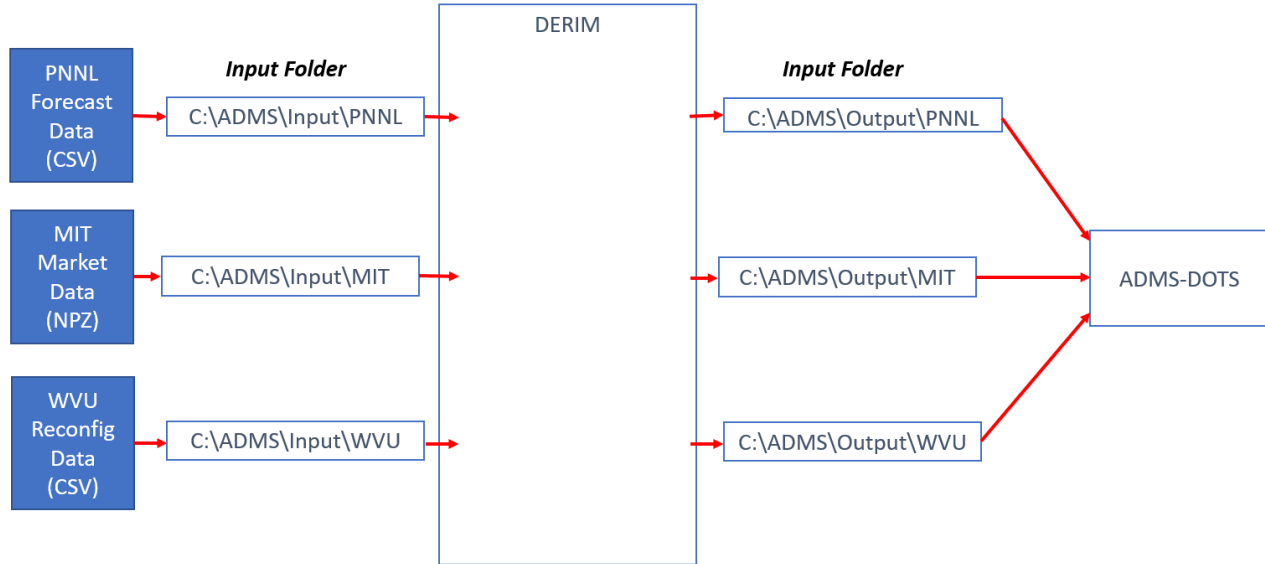 DERIM
Input Folder
Input Folder
PNNL
Forecast
Data
(CSV)
C:\ADMS\Input\PNNL
C:\ADMS\Output\PNNL
MIT
Market
Data
(NPZ)
C:\ADMS\Input\MIT
C:\ADMS\Output\MIT
ADMS-DOTS
WVU
Reconfig
Data
(CSV)
C:\ADMS\Input\WVU
C:\ADMS\Output\WVU